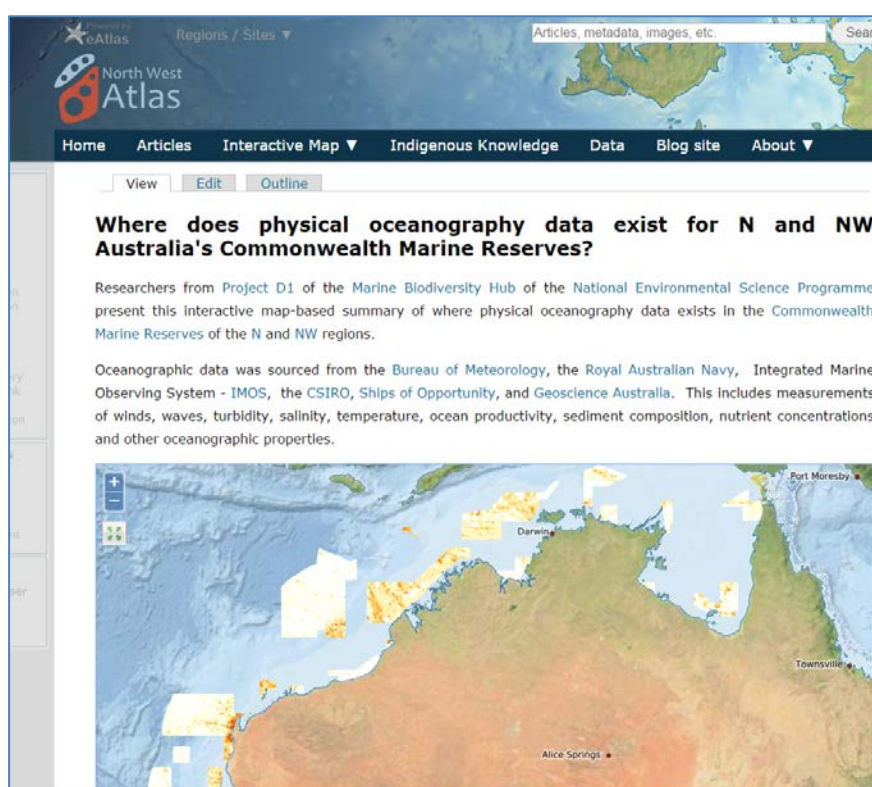 Powered by
eAtlas
Regions / Sites ▼
Articles, metadata, images, etc.
Sear
North West
Atlas
Home Articles Interactive Map ▼ Indigenous Knowledge Data Blog site About ▼
View Edit Outline
Where does physical oceanography data exist for N and NW
Australia's Commonwealth Marine Reserves?
Researchers from Project D1 of the Marine Biodiversity Hub of the National Environmental Science Programme
present this interactive map-based summary of where physical oceanography data exists in the Commonwealth
Marine Reserves of the N and NW regions.
Oceanographic data was sourced from the Bureau of Meteorology, the Royal Australian Navy, Integrated Marine
Observing System - IMOS, the CSIRO, Ships of Opportunity, and Geoscience Australia. This includes measurements
of winds, waves, turbidity, salinity, temperature, ocean productivity, sediment composition, nutrient concentrations
and other oceanographic properties.
+
−
Port Moresby
Darwin
Townsville
Alice Springs